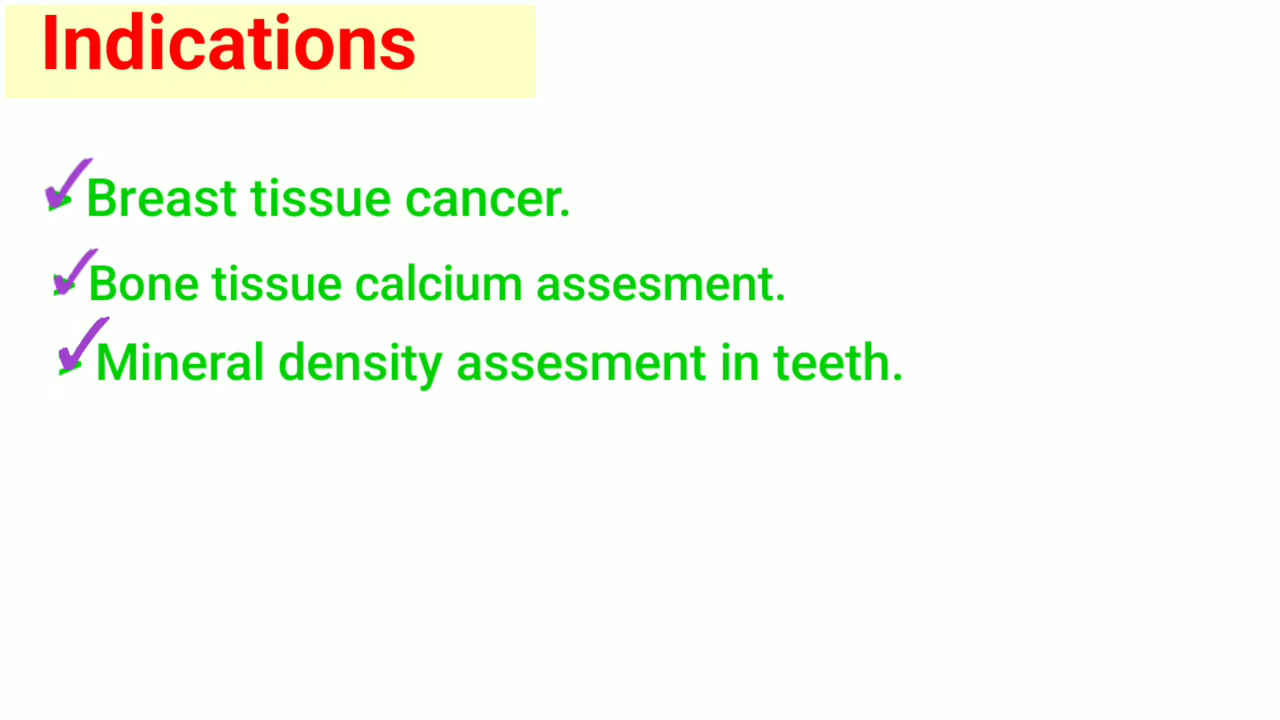 Indications
Breast tissue cancer.
Bone tissue calcium assesment.
Mineral density assesment in teeth.